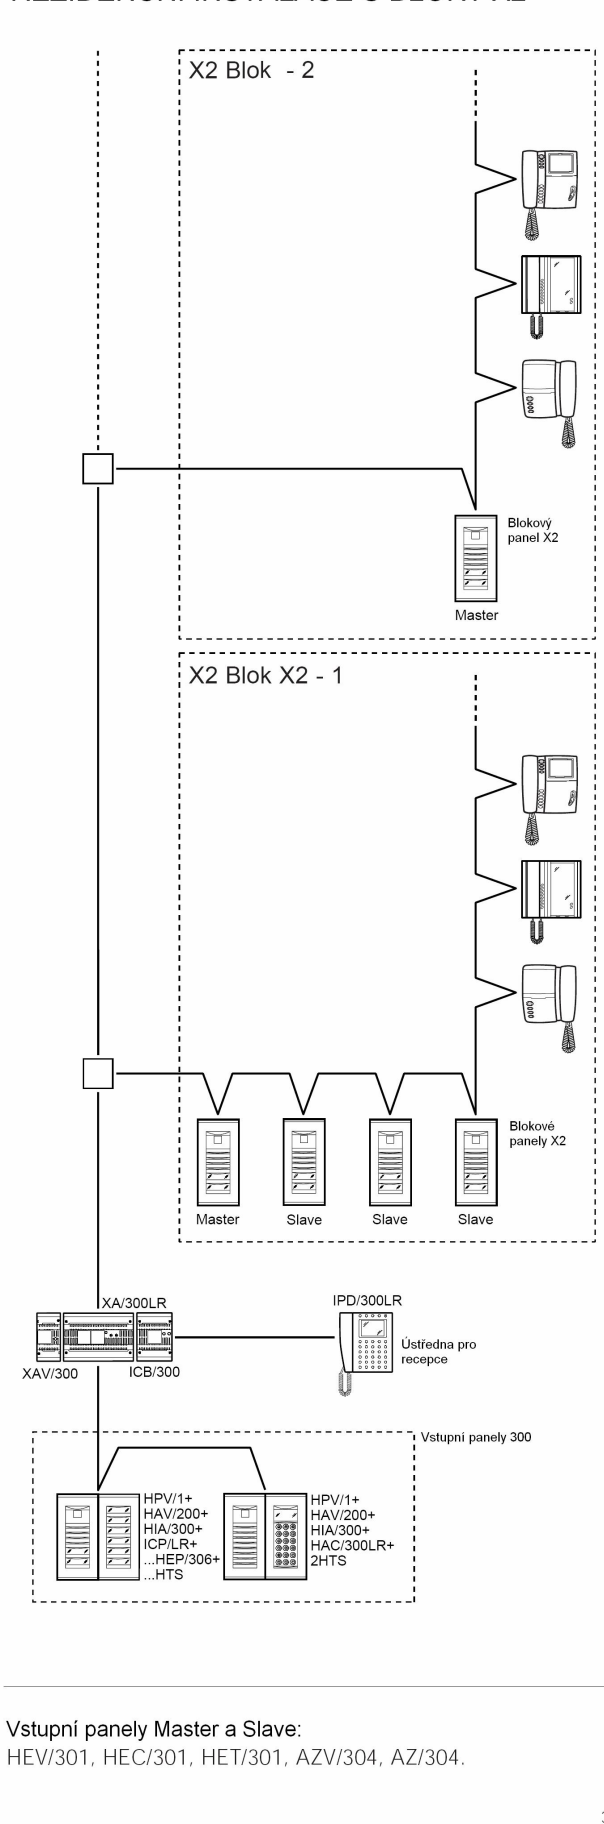 X2 Blok - 2
Blokový
panel X2
Master
X2 Blok X2 - 1
Blokové
panely X2
Master
Slave
Slave
Slave
XA/300LR
IPD/300LR
Ústředna pro
recepce
XAV/300
ICB/300
Vstupní panely 300
HPV/1+
HAV/200+
HIA/300+
ICP/LR+
...HEP/306+
...HTS
HPV/1+
HAV/200+
HIA/300+
HAC/300LR+
2HTS
Vstupní panely Master a Slave:
HEV/301, HEC/301, HET/301, AZV/304, AZ/304.